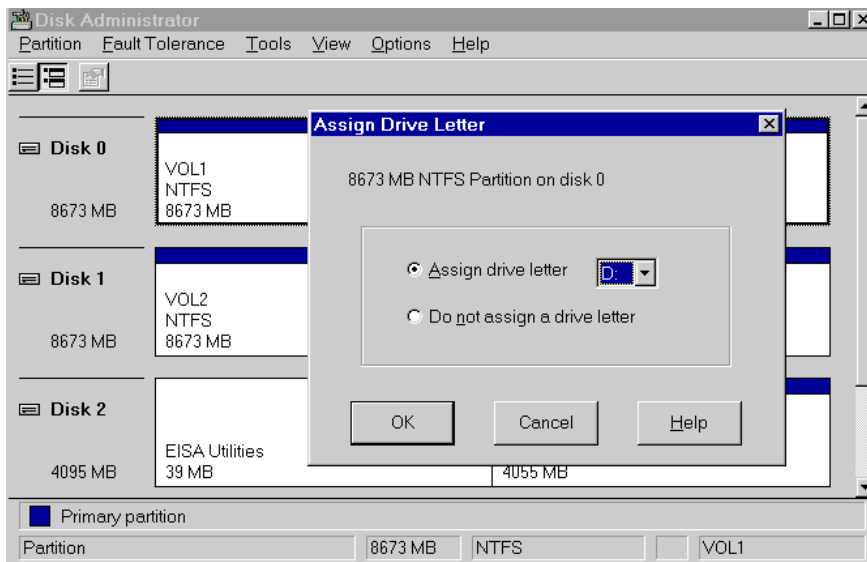 Disk Administrator
Partition Fault Tolerance Tools View Options Help
Disk 0
8673 MB
VOL1
NTFS
8673 MB
Disk 1
8673 MB
VOL2
NTFS
8673 MB
Disk 2
4095 MB
EISA Utilities
39 MB
4055 MB
Assign Drive Letter
8673 MB NTFS Partition on disk 0
Assign drive letter D:
Do not assign a drive letter
OK Cancel Help
Primary partition
Partition 8673 MB NTFS VOL1